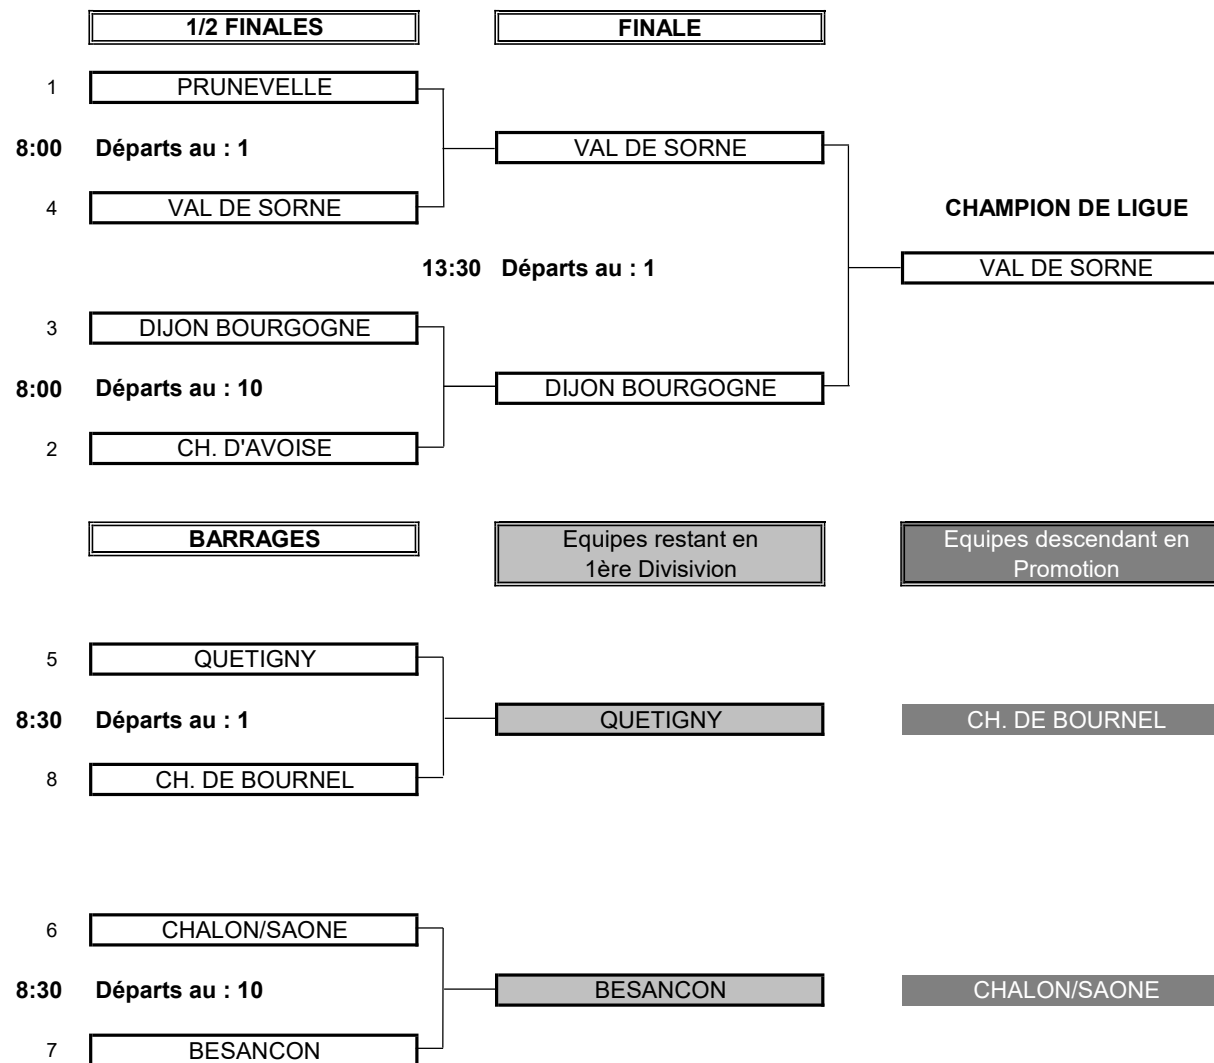 1/2 FINALES FINALE
1 PRUNEVELLE
8:00 Départs au : 1 VAL DE SORNE
4 VAL DE SORNE CHAMPION DE LIGUE
13:30 Départs au : 1 VAL DE SORNE
3 DIJON BOURGOGNE
8:00 Départs au : 10 DIJON BOURGOGNE
2 CH. D'AVOISE
BARRAGES Equipes restant en Equipes descendant en
1ère Divisivion Promotion
5 QUETIGNY
8:30 Départs au : 1 QUETIGNY CH. DE BOURNEL
8 CH. DE BOURNEL
6 CHALON/SAONE
8:30 Départs au : 10 BESANCON CHALON/SAONE
7 BESANCON